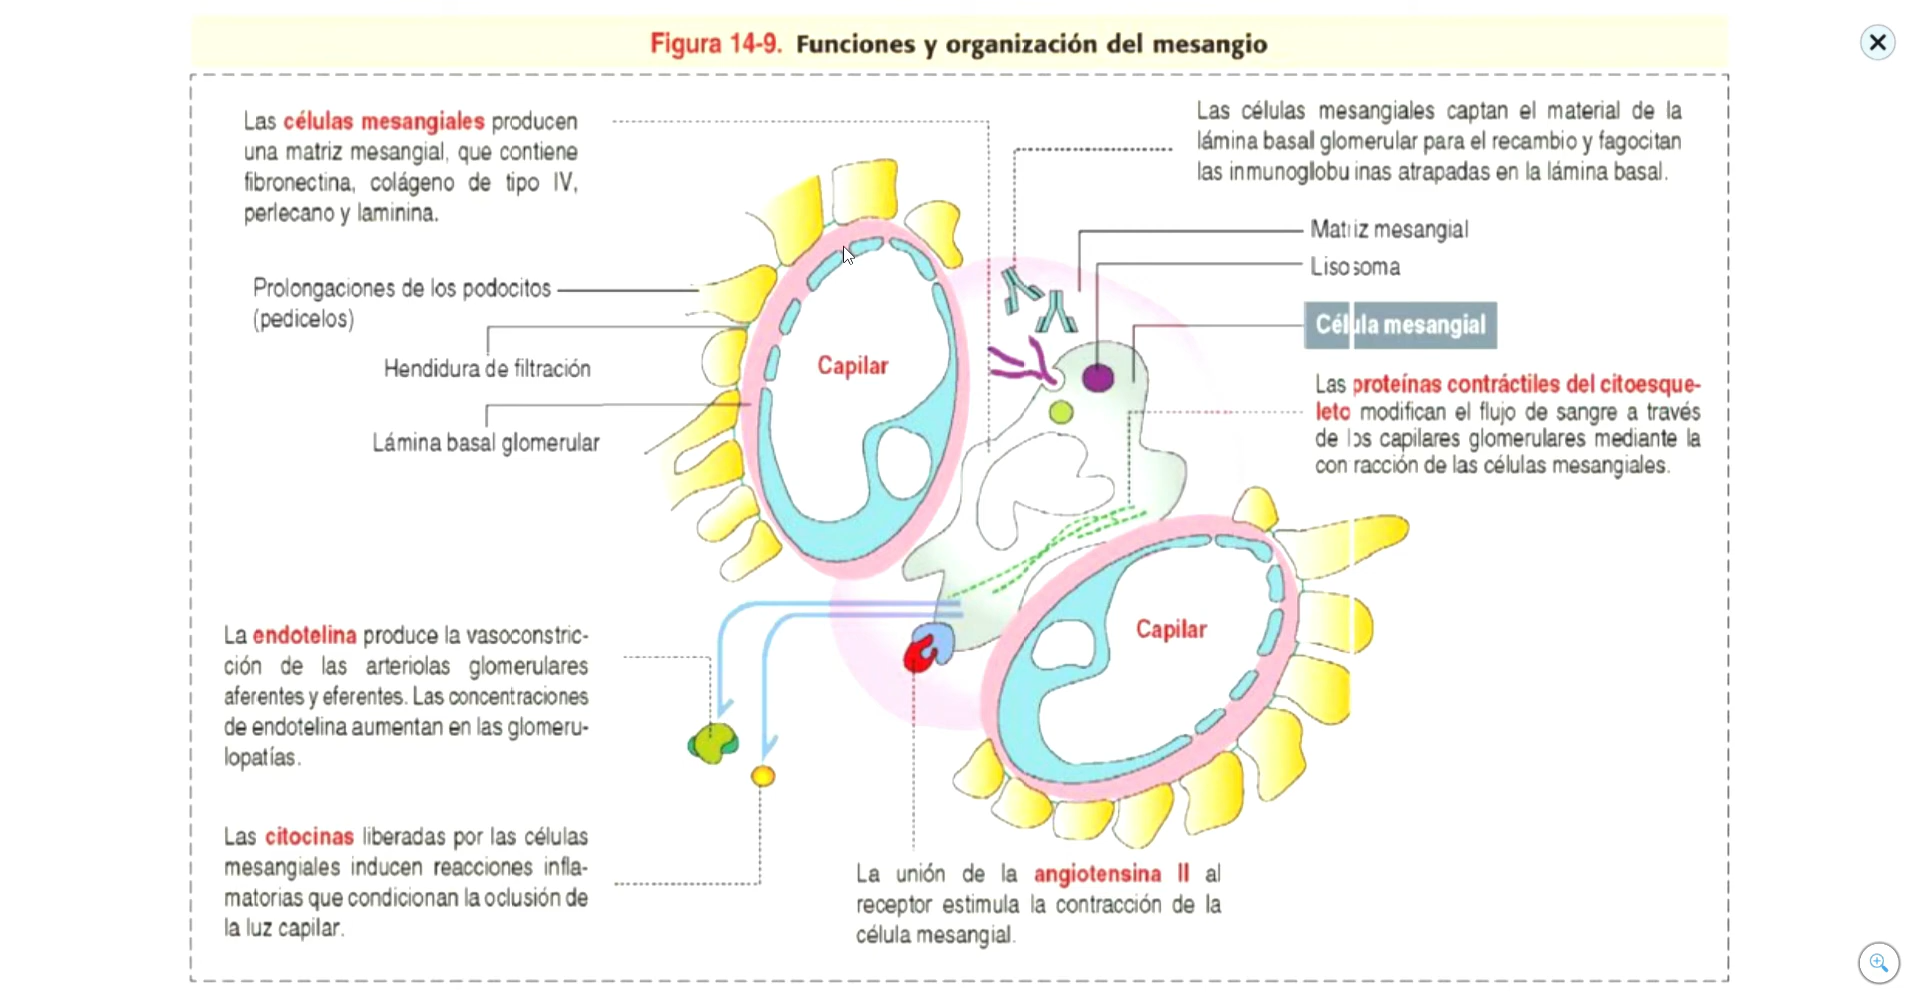 Figura 14-9. Funciones y organización del mesangio
Las células mesangiales producen
una matriz mesangial, que contiene
fibronectina, colágeno de tipo IV,
perlecano y laminina.
Las células mesangiales captan el material de la
lámina basal glomerular para el recambio y fagocitan
las inmunoglobu inas atrapadas en la lámina basal.
Matriz mesangial
Lisosoma
Célula mesangial
Prolongaciones de los podocitos
(pedicelos)
Hendidura de filtración
Lámina basal glomerular
Capilar
Las proteínas contráctiles del citoesque-
leto modifican el flujo de sangre a través
de los capilares glomerulares mediante la
con racción de las células mesangiales.
Capilar
La endotelina produce la vasoconstric-
ción de las arteriolas glomerulares
aferentes y eferentes. Las concentraciones
de endotelina aumentan en las glomeru-
lopatías.
Las citocinas liberadas por las células
mesangiales inducen reacciones infla-
matorias que condicionan la oclusión de
la luz capilar.
La unión de la angiotensina II al
receptor estimula la contracción de la
célula mesangial.